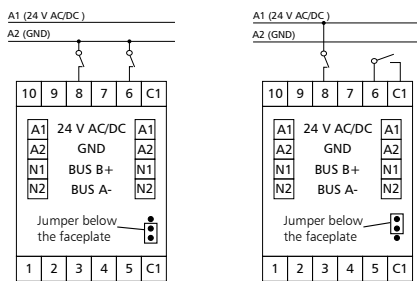 A1 (24 V AC/DC )
A2 (GND)
10 9 8 7 6 C1
A1 24 V AC/DC A1
A2 GND A2
N1 BUS B+ N1
N2 BUS A- N2
Jumper below
the faceplate
1 2 3 4 5 C1
A1 (24 V AC/DC )
A2 (GND)
10 9 8 7 6 C1
A1 24 V AC/DC A1
A2 GND A2
N1 BUS B+ N1
N2 BUS A- N2
Jumper below
the faceplate
1 2 3 4 5 C1